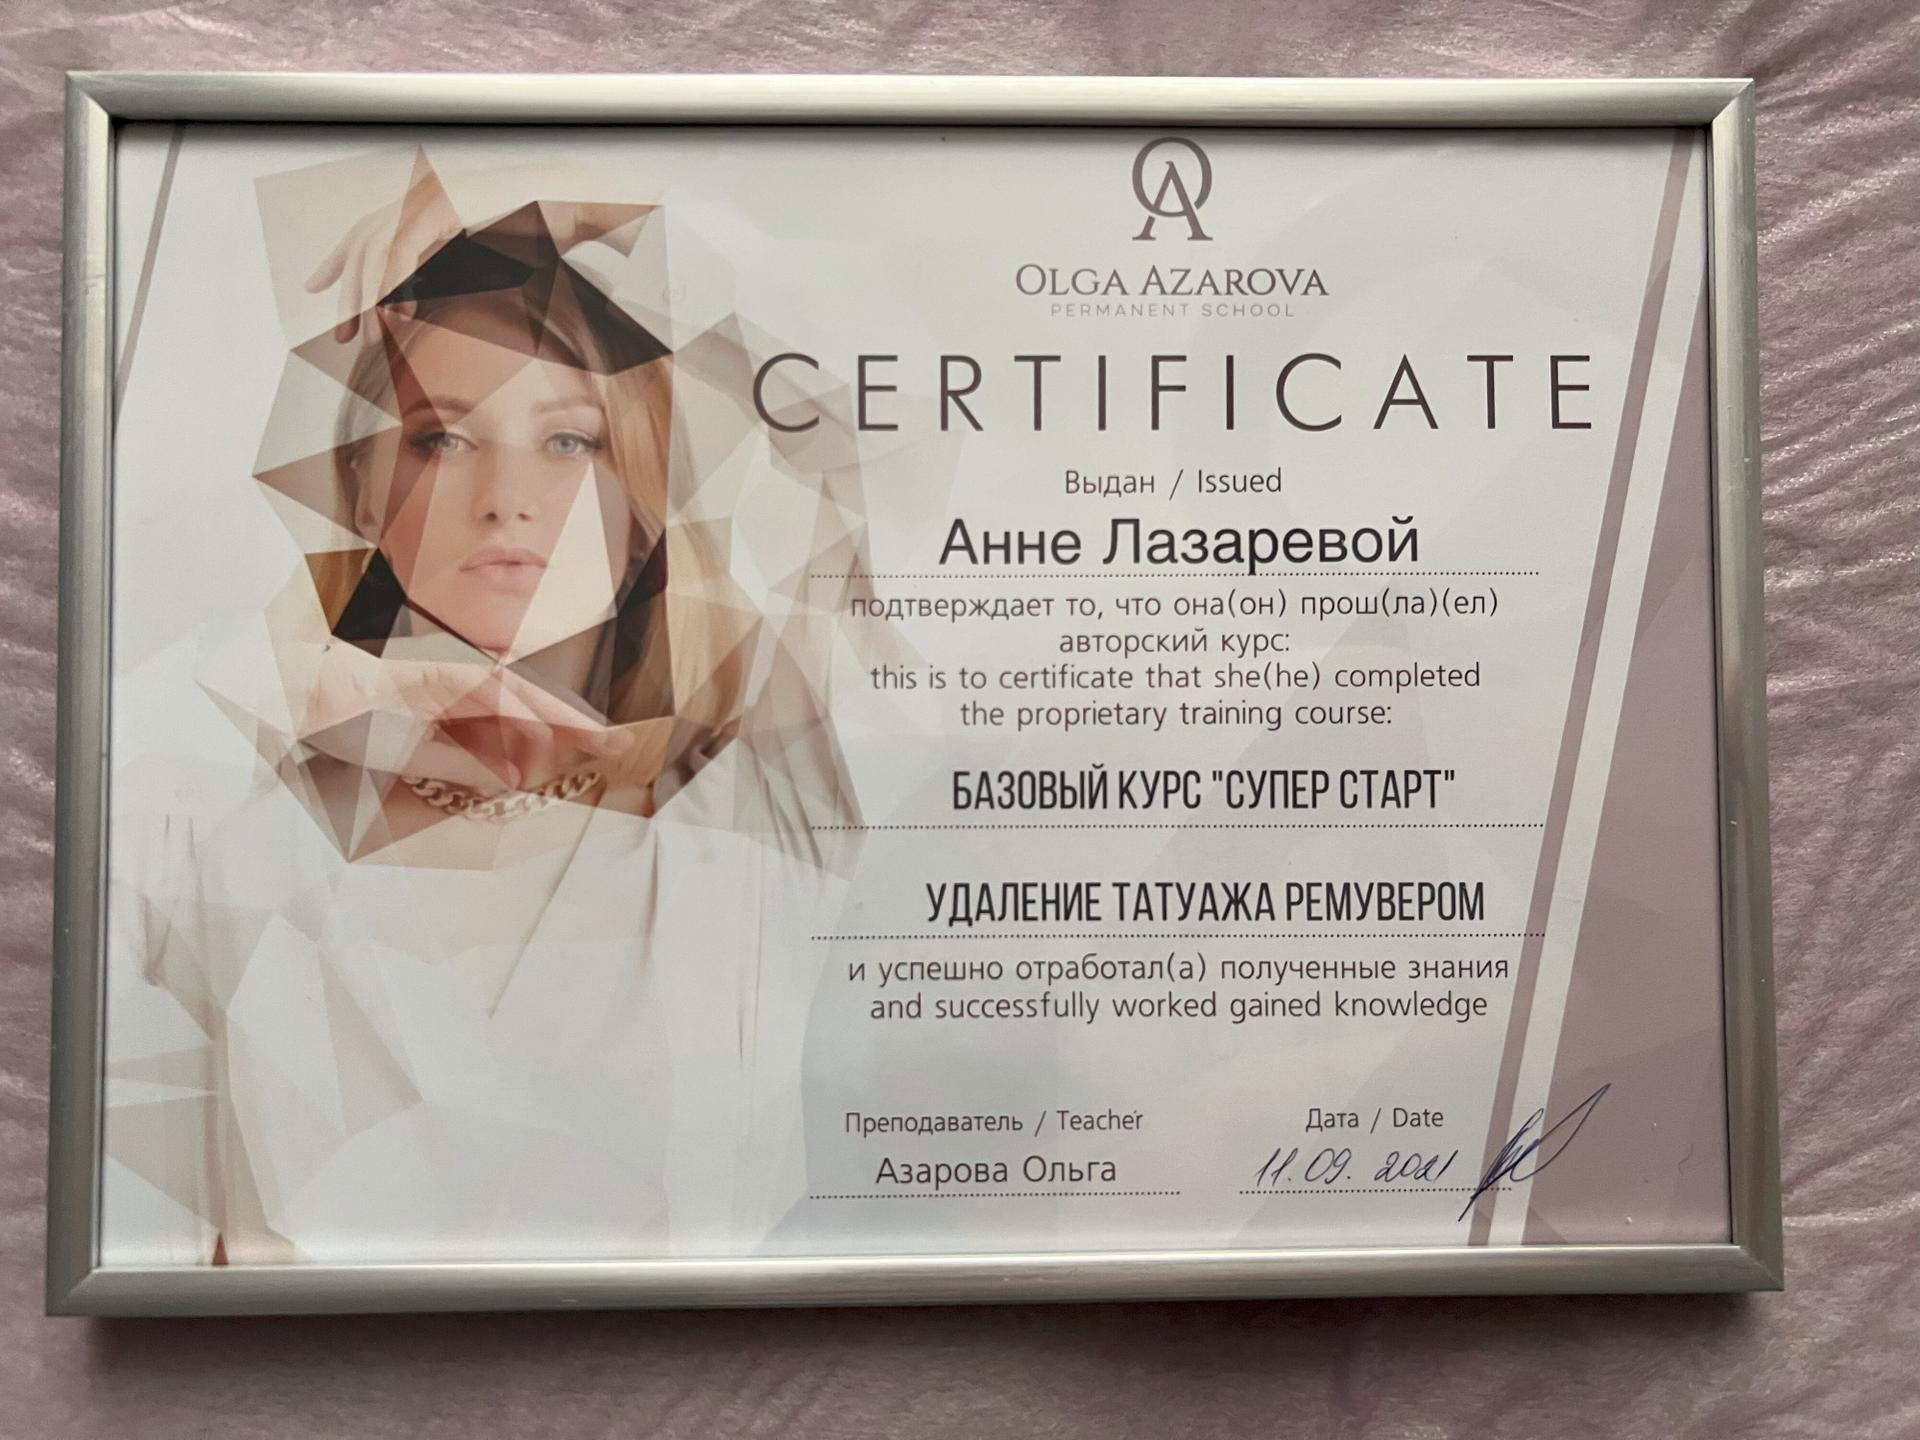 OA
OLGA AZAROVA
PERMANENT SCHOOL
CERTIFICATE
Выдан / Issued
Анне Лазаревой
подтверждает то, что она(он) прош(ла)(ел)
авторский курс:
this is to certificate that she(he) completed
the proprietary training course:
БАЗОВЫЙ КУРС "СУПЕР СТАРТ"
УДАЛЕНИЕ ТАТУАЖА РЕМУВЕРОМ
и успешно отработал(а) полученные знания
and successfully worked gained knowledge
Преподаватель / Teacher
Азарова Ольга
Дата / Date
11.09. 2021